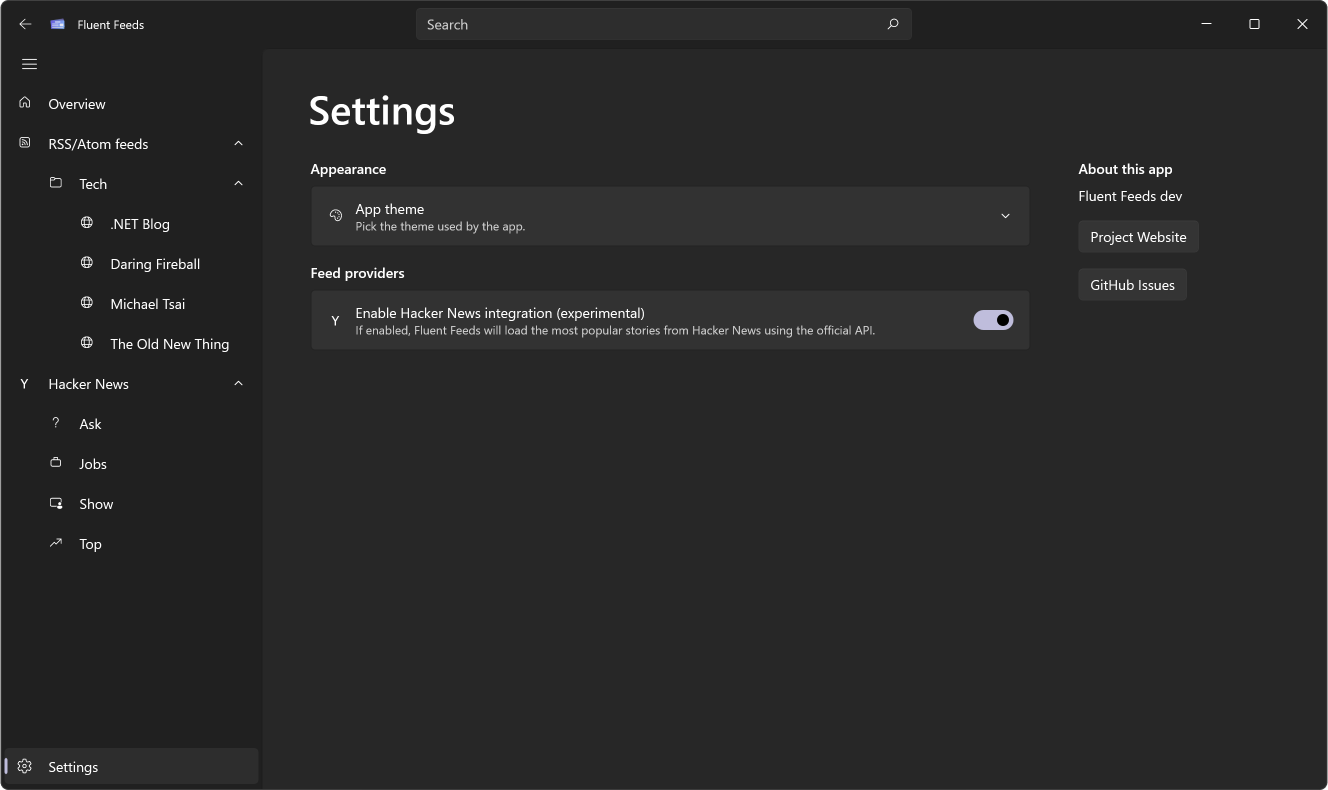 Fluent Feeds
Search
Overview
RSS/Atom feeds
Tech
.NET Blog
Daring Fireball
Michael Tsai
The Old New Thing
Y Hacker News
? Ask
Jobs
Show
Top
Settings
Settings
Appearance
App theme
Pick the theme used by the app.
Feed providers
Y Enable Hacker News integration (experimental)
If enabled, Fluent Feeds will load the most popular stories from Hacker News using the official API.
About this app
Fluent Feeds dev
Project Website
GitHub Issues